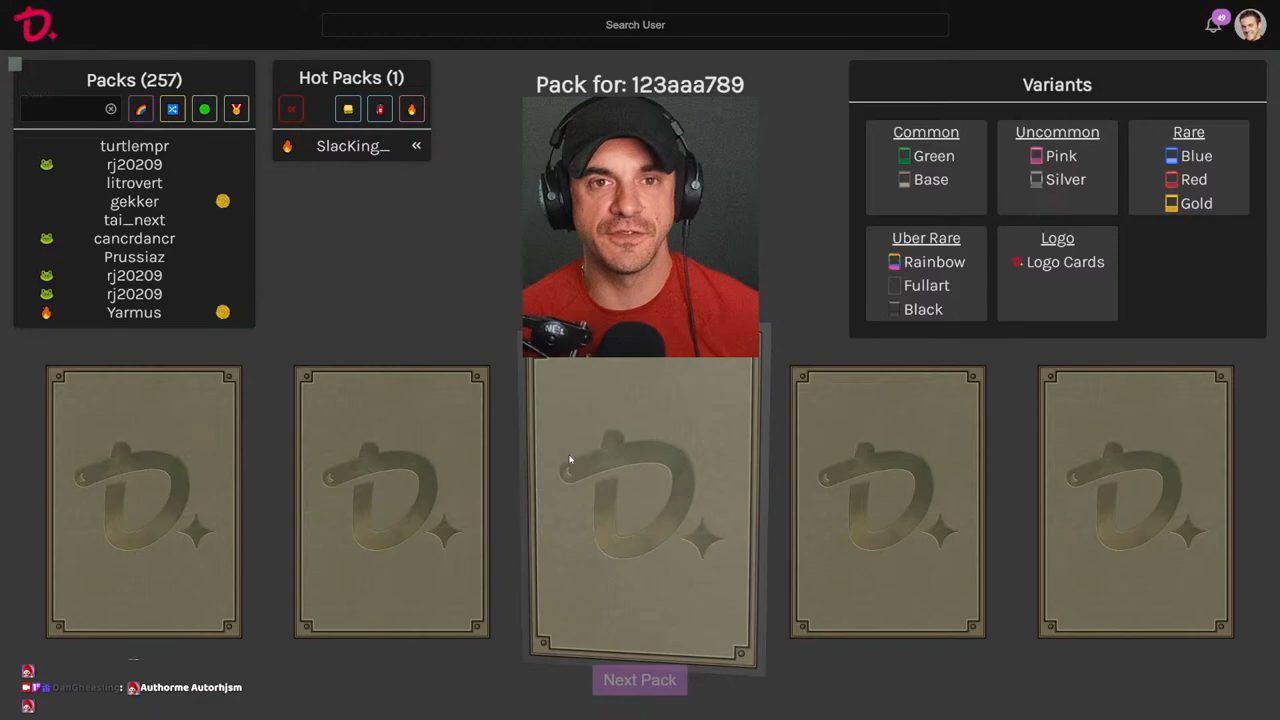 Search User
49
Packs (257)
turtlempr
rj20209
litrovert
gekker
tai_next
cancrdancr
Prussiaz
rj20209
rj20209
Yarmus
Hot Packs (1)
SlacKing_
Pack for: 123aaa789
Variants
Common
Green
Base
Uncommon
Pink
Silver
Rare
Blue
Red
Gold
Uber Rare
Rainbow
Fullart
Black
Logo
Logo Cards
Next Pack
DanGheesling: Authorme Autorhjsm